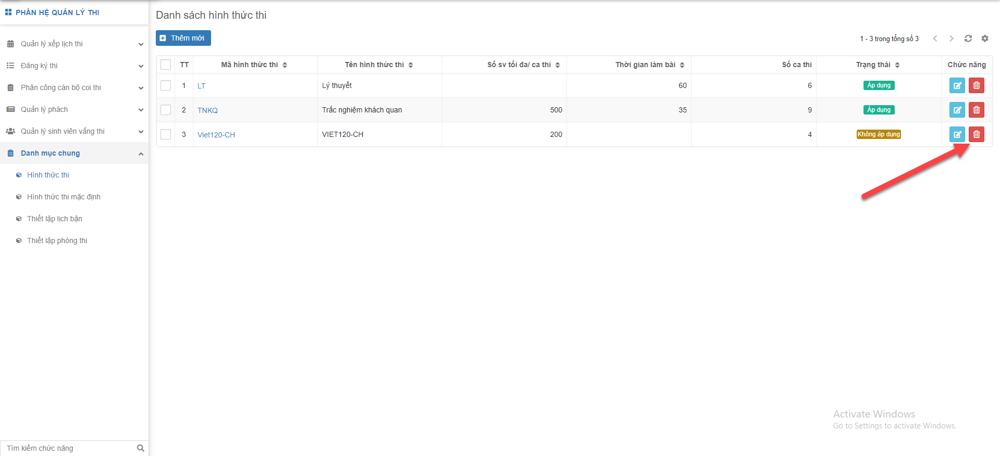 PHÂN HỆ QUẢN LÝ THI
Quản lý xếp lịch thi
Đăng ký thi
Phân công cán bộ coi thi
Quản lý phách
Quản lý sinh viên vắng thi
Danh mục chung
Hình thức thi
Hình thức thi mặc định
Thiết lập lịch bận
Thiết lập phòng thi
Tìm kiếm chức năng
Danh sách hình thức thi
Thêm mới
1 - 3 trong tổng số 3
TT Mã hình thức thi Tên hình thức thi Số sv tối đa/ ca thi Thời gian làm bài Số ca thi Trạng thái Chức năng
1 LT Lý thuyết 60 6 Áp dụng
2 TNKQ Trắc nghiệm khách quan 500 35 9 Áp dụng
3 Viet120-CH VIET120-CH 200 4 Không áp dụng
Activate Windows
Go to Settings to activate Windows.